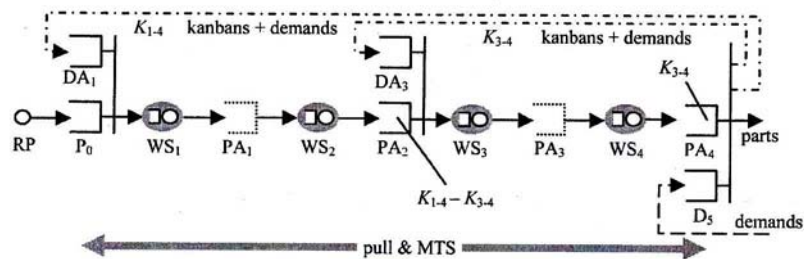 K1-4 kanbans + demands
K3-4 kanbans + demands
DA1
DA3
K3-4
RP
P0
WS1
PA1
WS2
PA2
WS3
PA3
WS4
PA4
parts
K1-4 – K3-4
D5
demands
pull & MTS